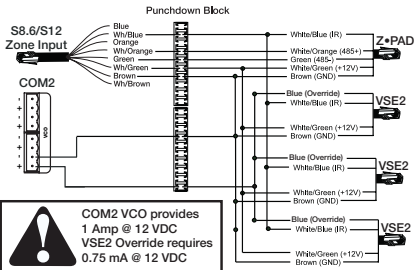 Punchdown Block
S8.6/S12
Zone Input
Blue
Wh/Blue
Orange
Wh/Orange
Green
Wh/Green
Brown
Wh/Brown
White/Blue (IR)
White/Orange (485+)
Green (485-)
White/Green (+12V)
Brown (GND)
Z•PAD
COM2
VCO
Blue (Override)
White/Blue (IR)
White/Green (+12V)
Brown (GND)
VSE2
Blue (Override)
White/Blue (IR)
White/Green (+12V)
Brown (GND)
VSE2
Blue (Override)
White/Blue (IR)
White/Green (+12V)
Brown (GND)
VSE2
COM2 VCO provides
1 Amp @ 12 VDC
VSE2 Override requires
0.75 mA @ 12 VDC